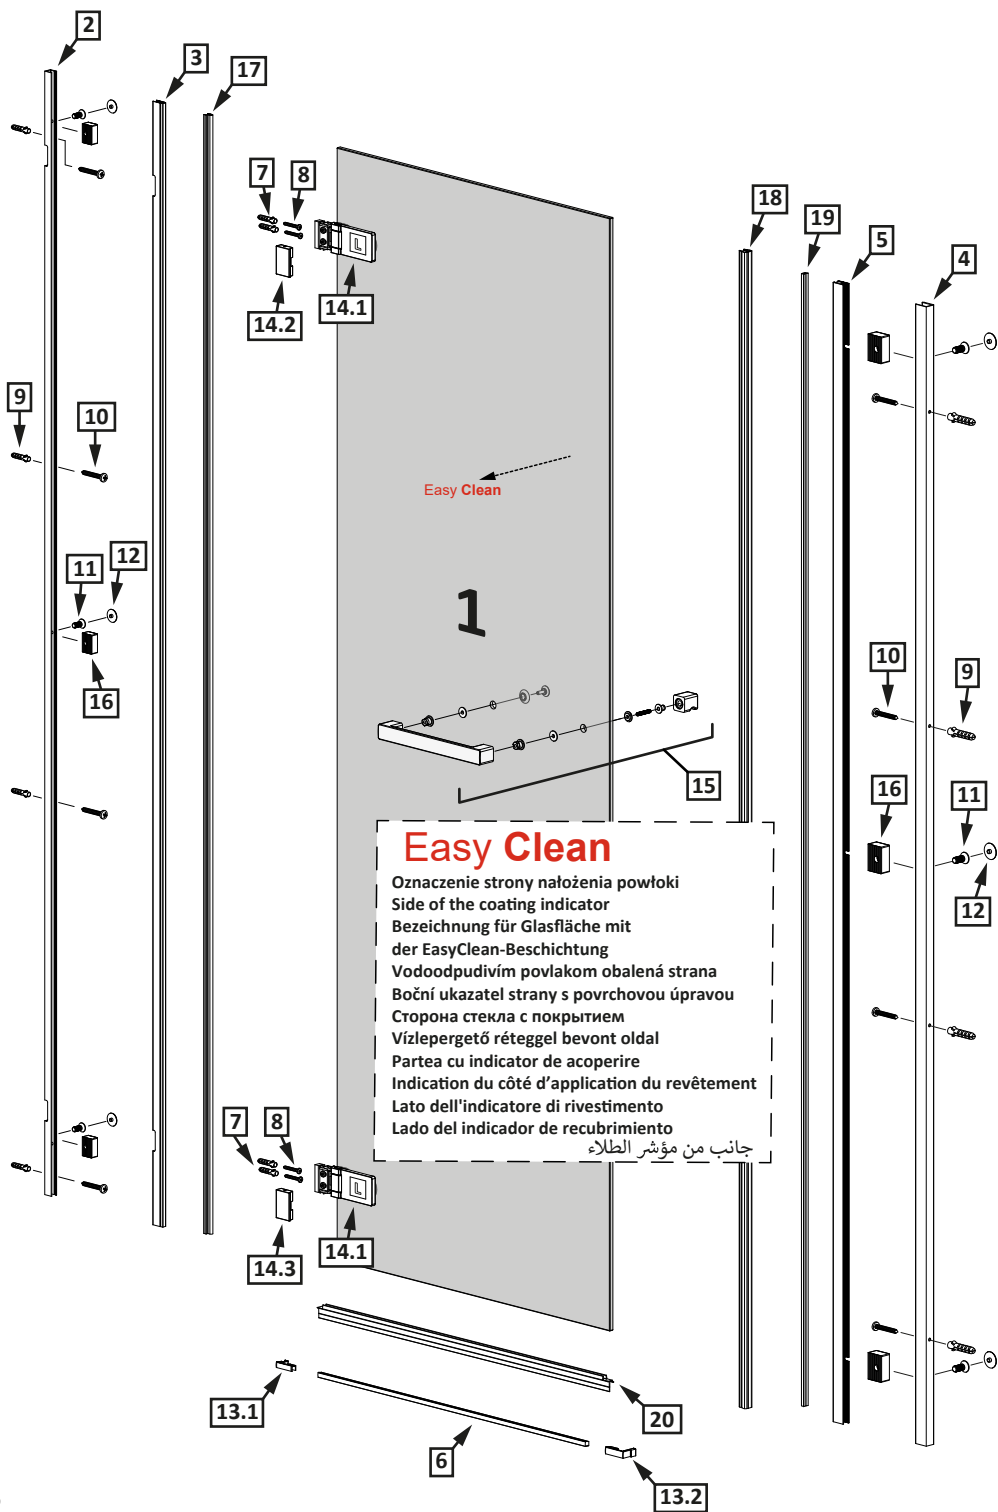 2
3
17
7
8
18
19
5
4
L
14.2
14.1
9
10
Easy Clean
11
12
1
16
10
9
15
16
11
12
Easy Clean
Oznaczenie strony nałożenia powłoki
Side of the coating indicator
Bezeichnung für Glasfläche mit
der EasyClean-Beschichtung
Vodoodpudivím povlakom obalená strana
Boční ukazatel strany s povrchovou úpravou
Сторона стекла с покрытием
Vízlepergető réteggel bevont oldal
Partea cu indicator de acoperire
Indication du côté d’application du revêtement
Lato dell'indicatore di rivestimento
Lado del indicador de recubrimiento
جانب من مؤشر الطلاء
7
8
L
14.3
14.1
13.1
20
6
13.2